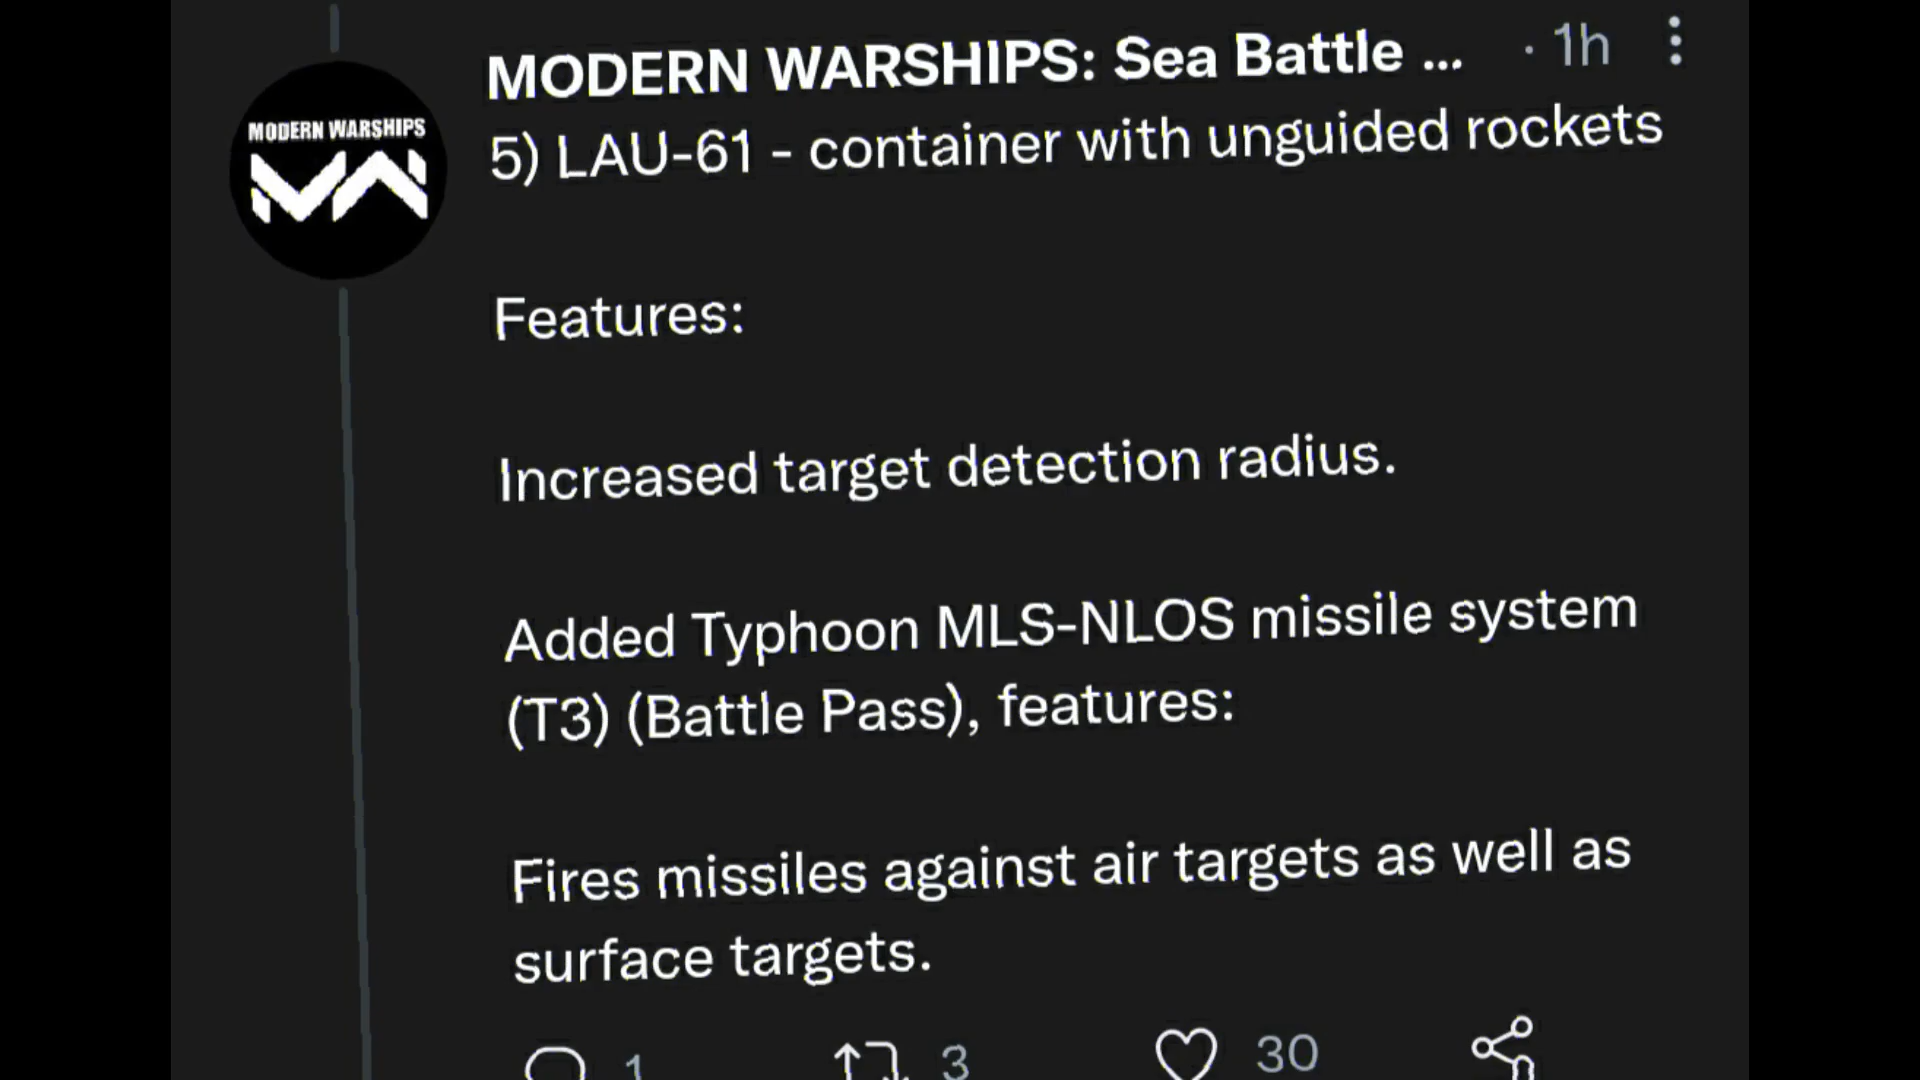 MODERN WARSHIPS: Sea Battle ... · 1h
MODERN WARSHIPS
5) LAU-61 - container with unguided rockets
Features:
Increased target detection radius.
Added Typhoon MLS-NLOS missile system
(T3) (Battle Pass), features:
Fires missiles against air targets as well as
surface targets.
1 3 30